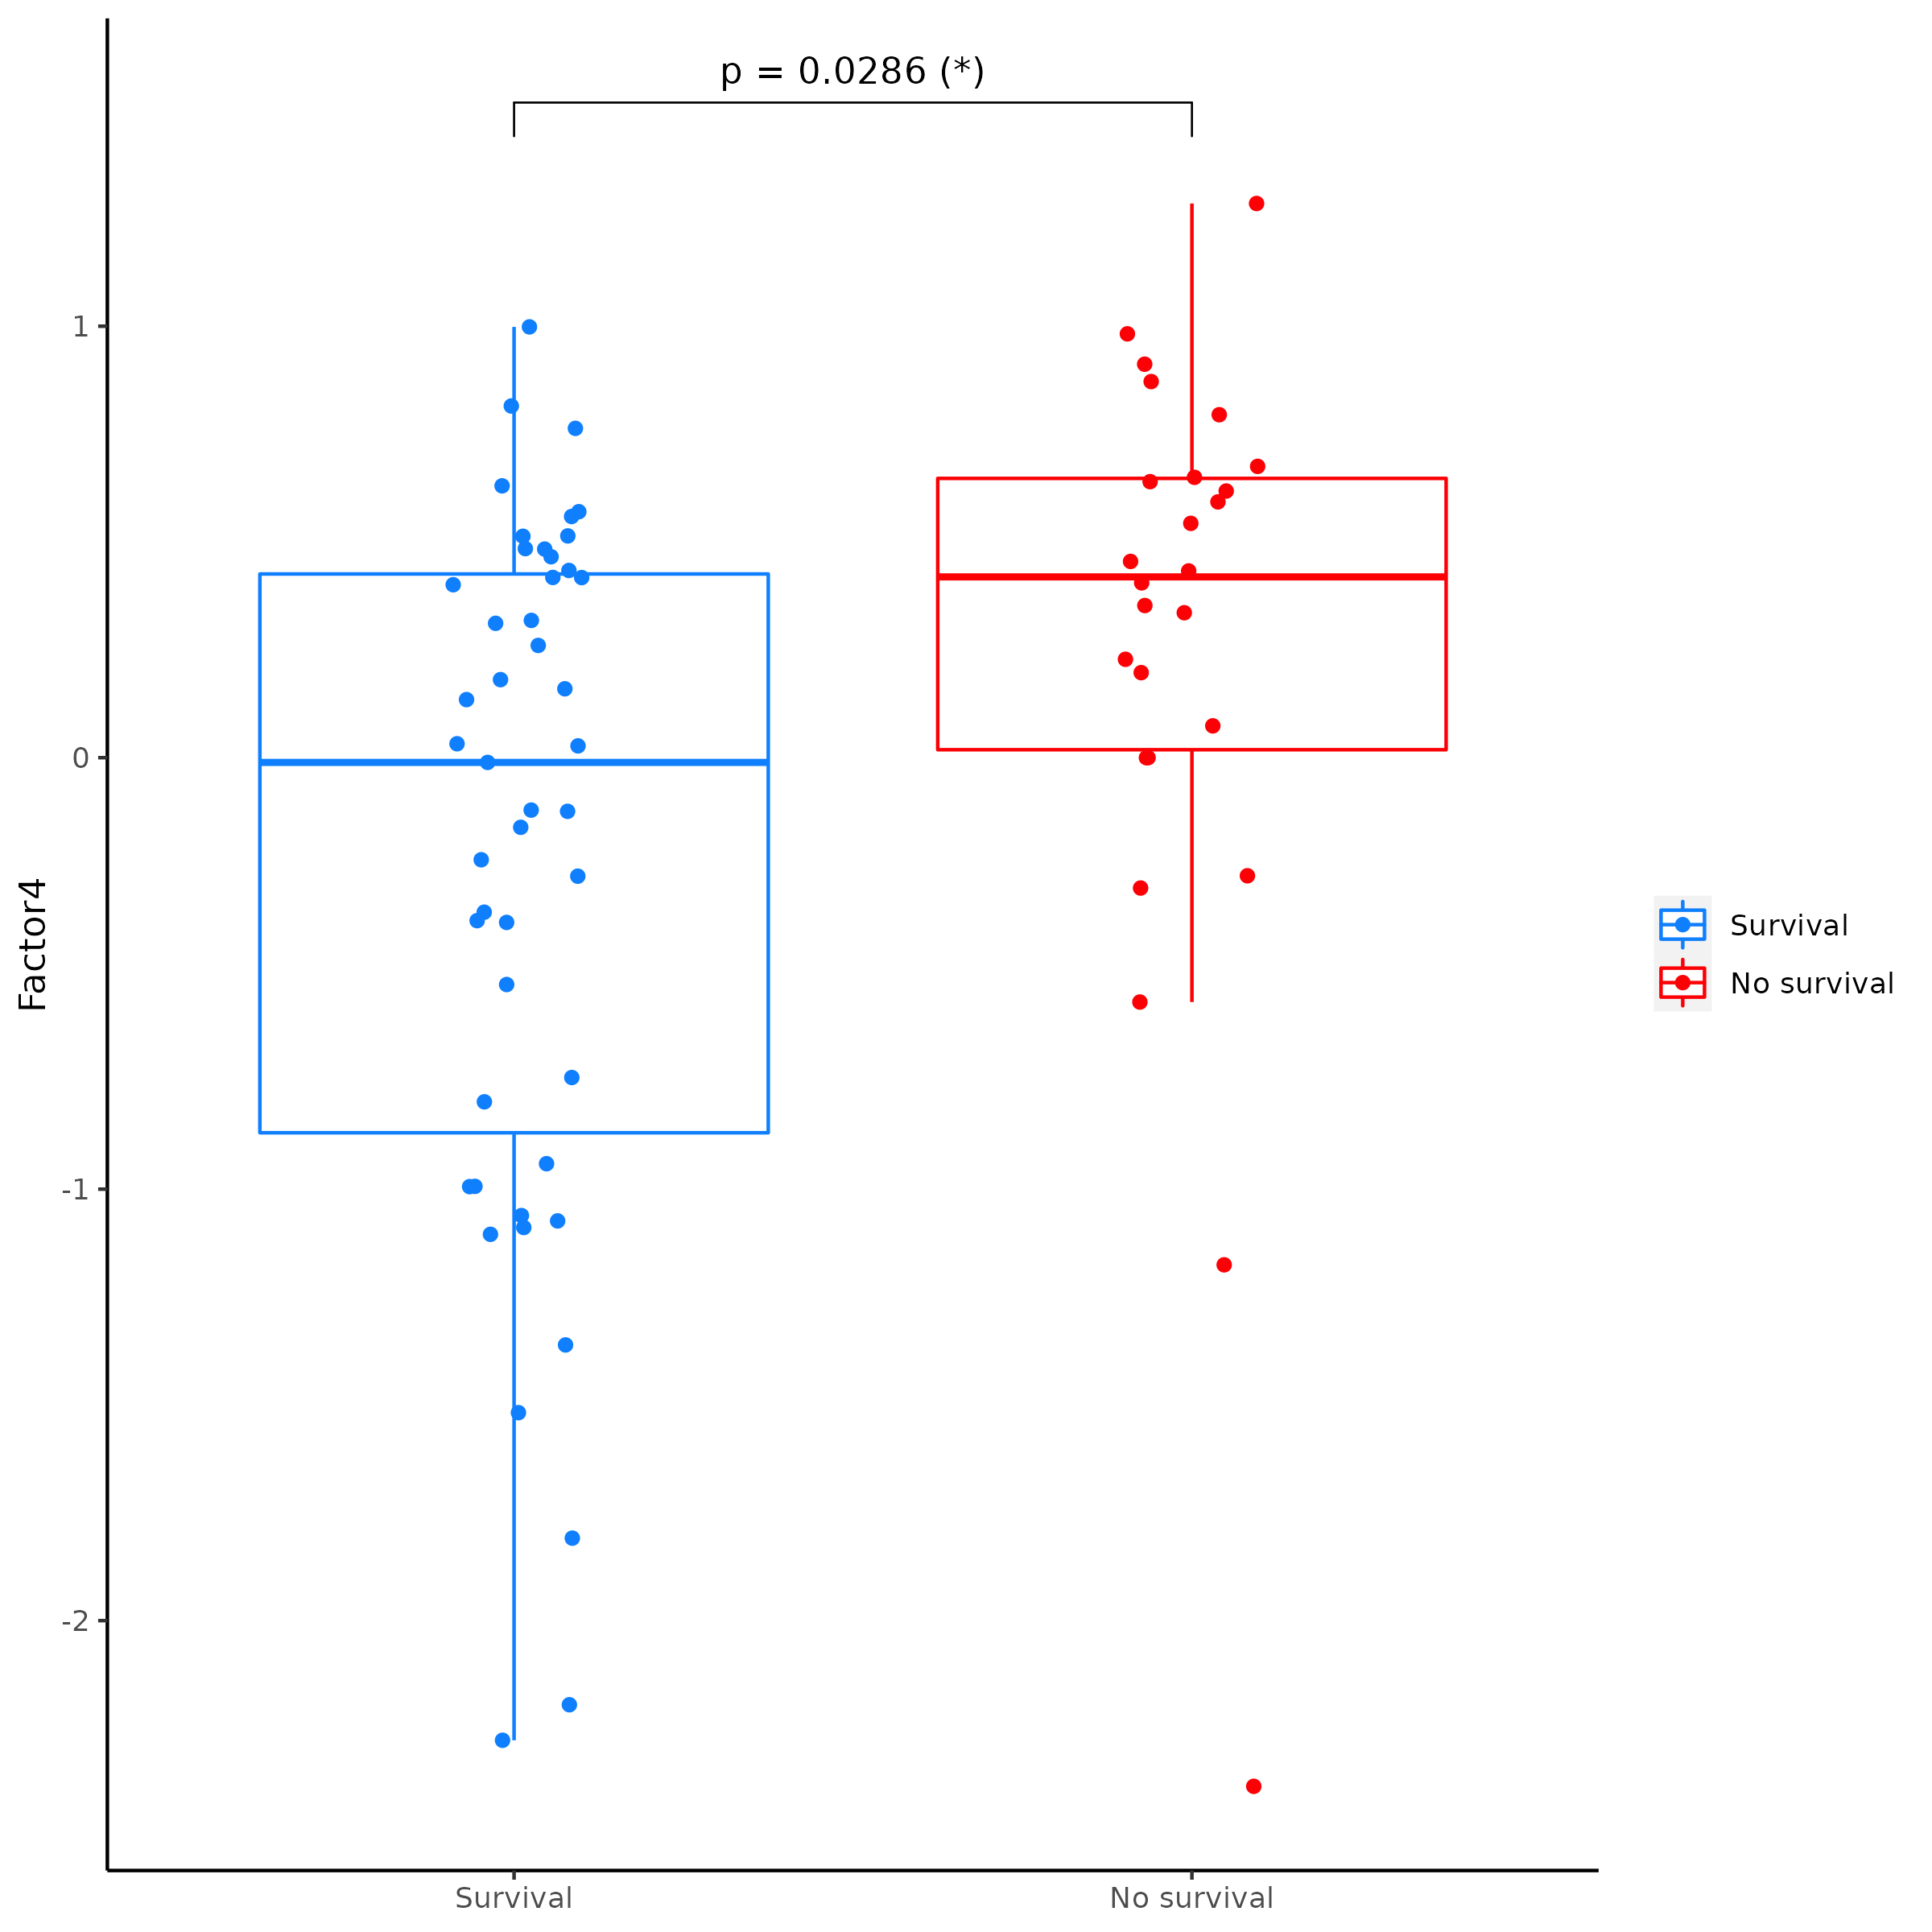 p = 0.0286 (*)
1
0
-1
-2
Factor4
Survival
No survival
Survival
No survival